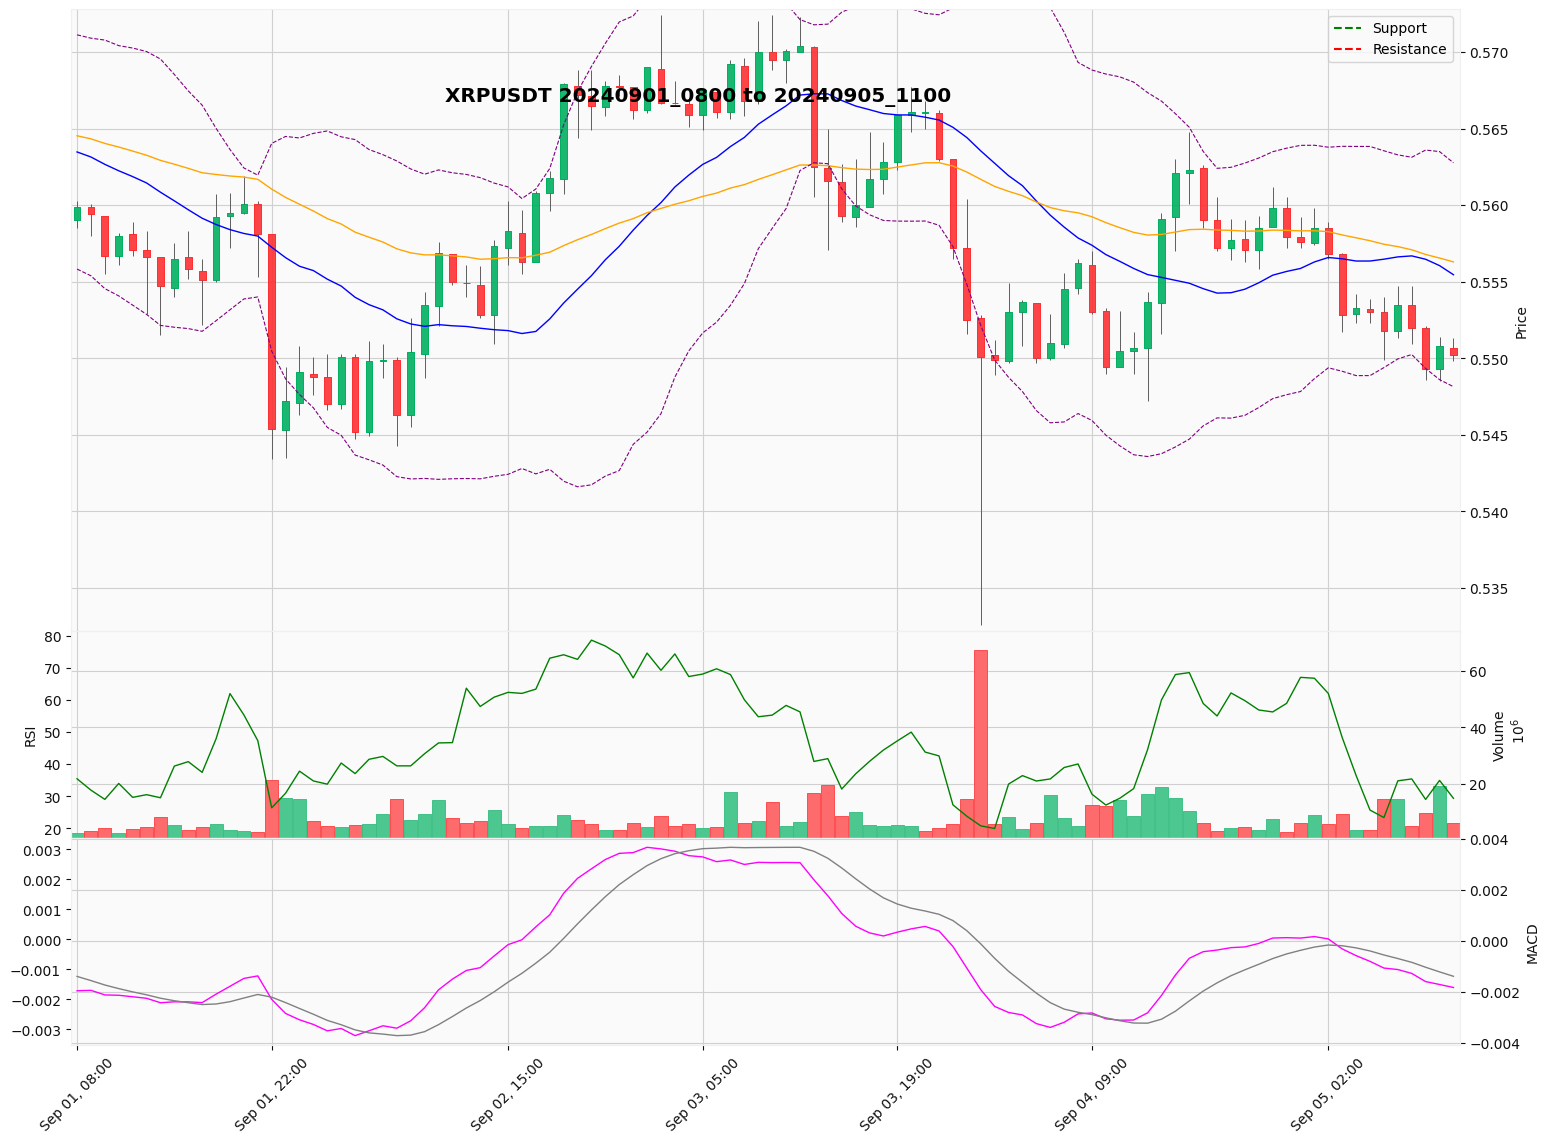 XRPUSDT 20240901_0800 to 20240905_1100
Support
Resistance
0.570
0.565
0.560
0.555
0.550
0.545
0.540
0.535
Price
80
70
60
50
40
30
20
RSI
60
40
20
Volume
10⁶
0.003
0.002
0.001
0.000
−0.001
−0.002
−0.003
0.004
0.002
0.000
−0.002
−0.004
MACD
Sep 01, 08:00
Sep 01, 22:00
Sep 02, 15:00
Sep 03, 05:00
Sep 03, 19:00
Sep 04, 09:00
Sep 05, 02:00